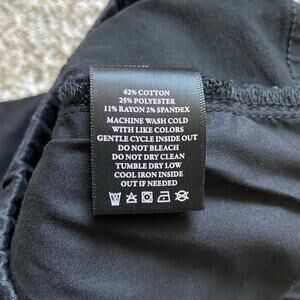 62% COTTON
25% POLYESTER
11% RAYON 2% SPANDEX
MACHINE WASH COLD
WITH LIKE COLORS
GENTLE CYCLE INSIDE OUT
DO NOT BLEACH
DO NOT DRY CLEAN
TUMBLE DRY LOW
COOL IRON INSIDE
OUT IF NEEDED